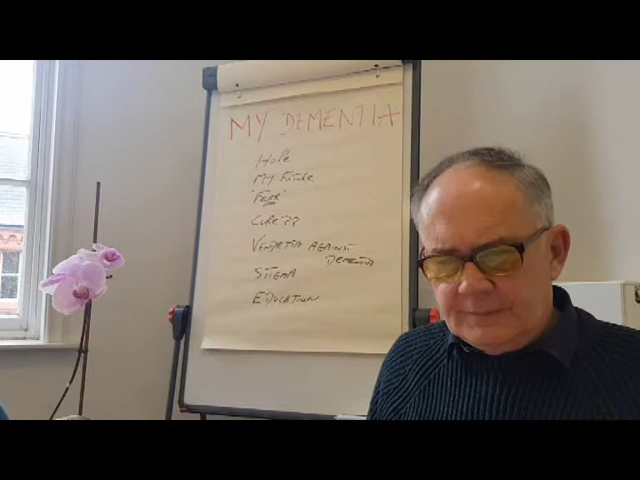 MY DEMENTIA
HOPE
MY FUTURE
"FEAR"
CURE??
VENDETTA AGAINST
DEMENTIA
STIGMA
EDUCATION